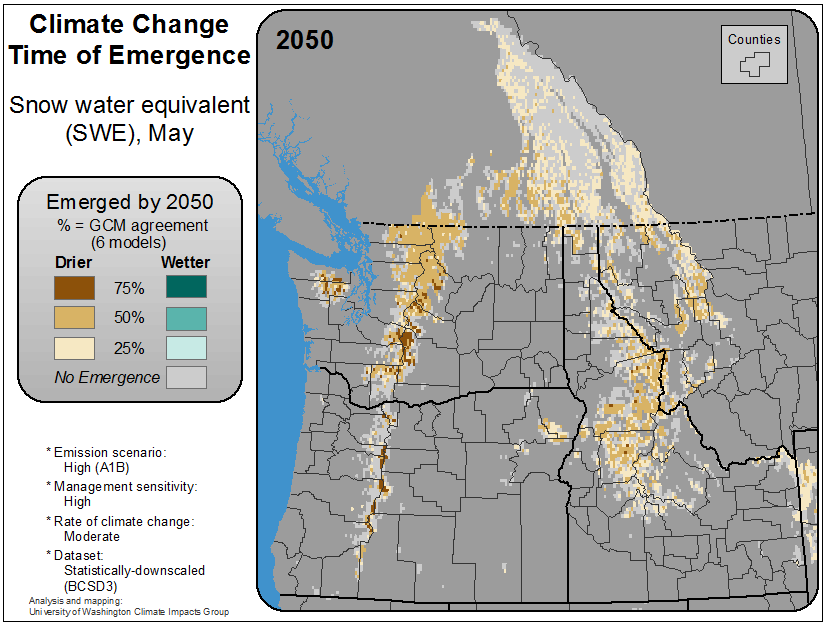 Climate Change
Time of Emergence
Snow water equivalent
(SWE), May
Emerged by 2050
% = GCM agreement
(6 models)
Drier Wetter
75%
50%
25%
No Emergence
* Emission scenario:
High (A1B)
* Management sensitivity:
High
* Rate of climate change:
Moderate
* Dataset:
Statistically-downscaled
(BCSD3)
Analysis and mapping:
University of Washington Climate Impacts Group
2050
Counties